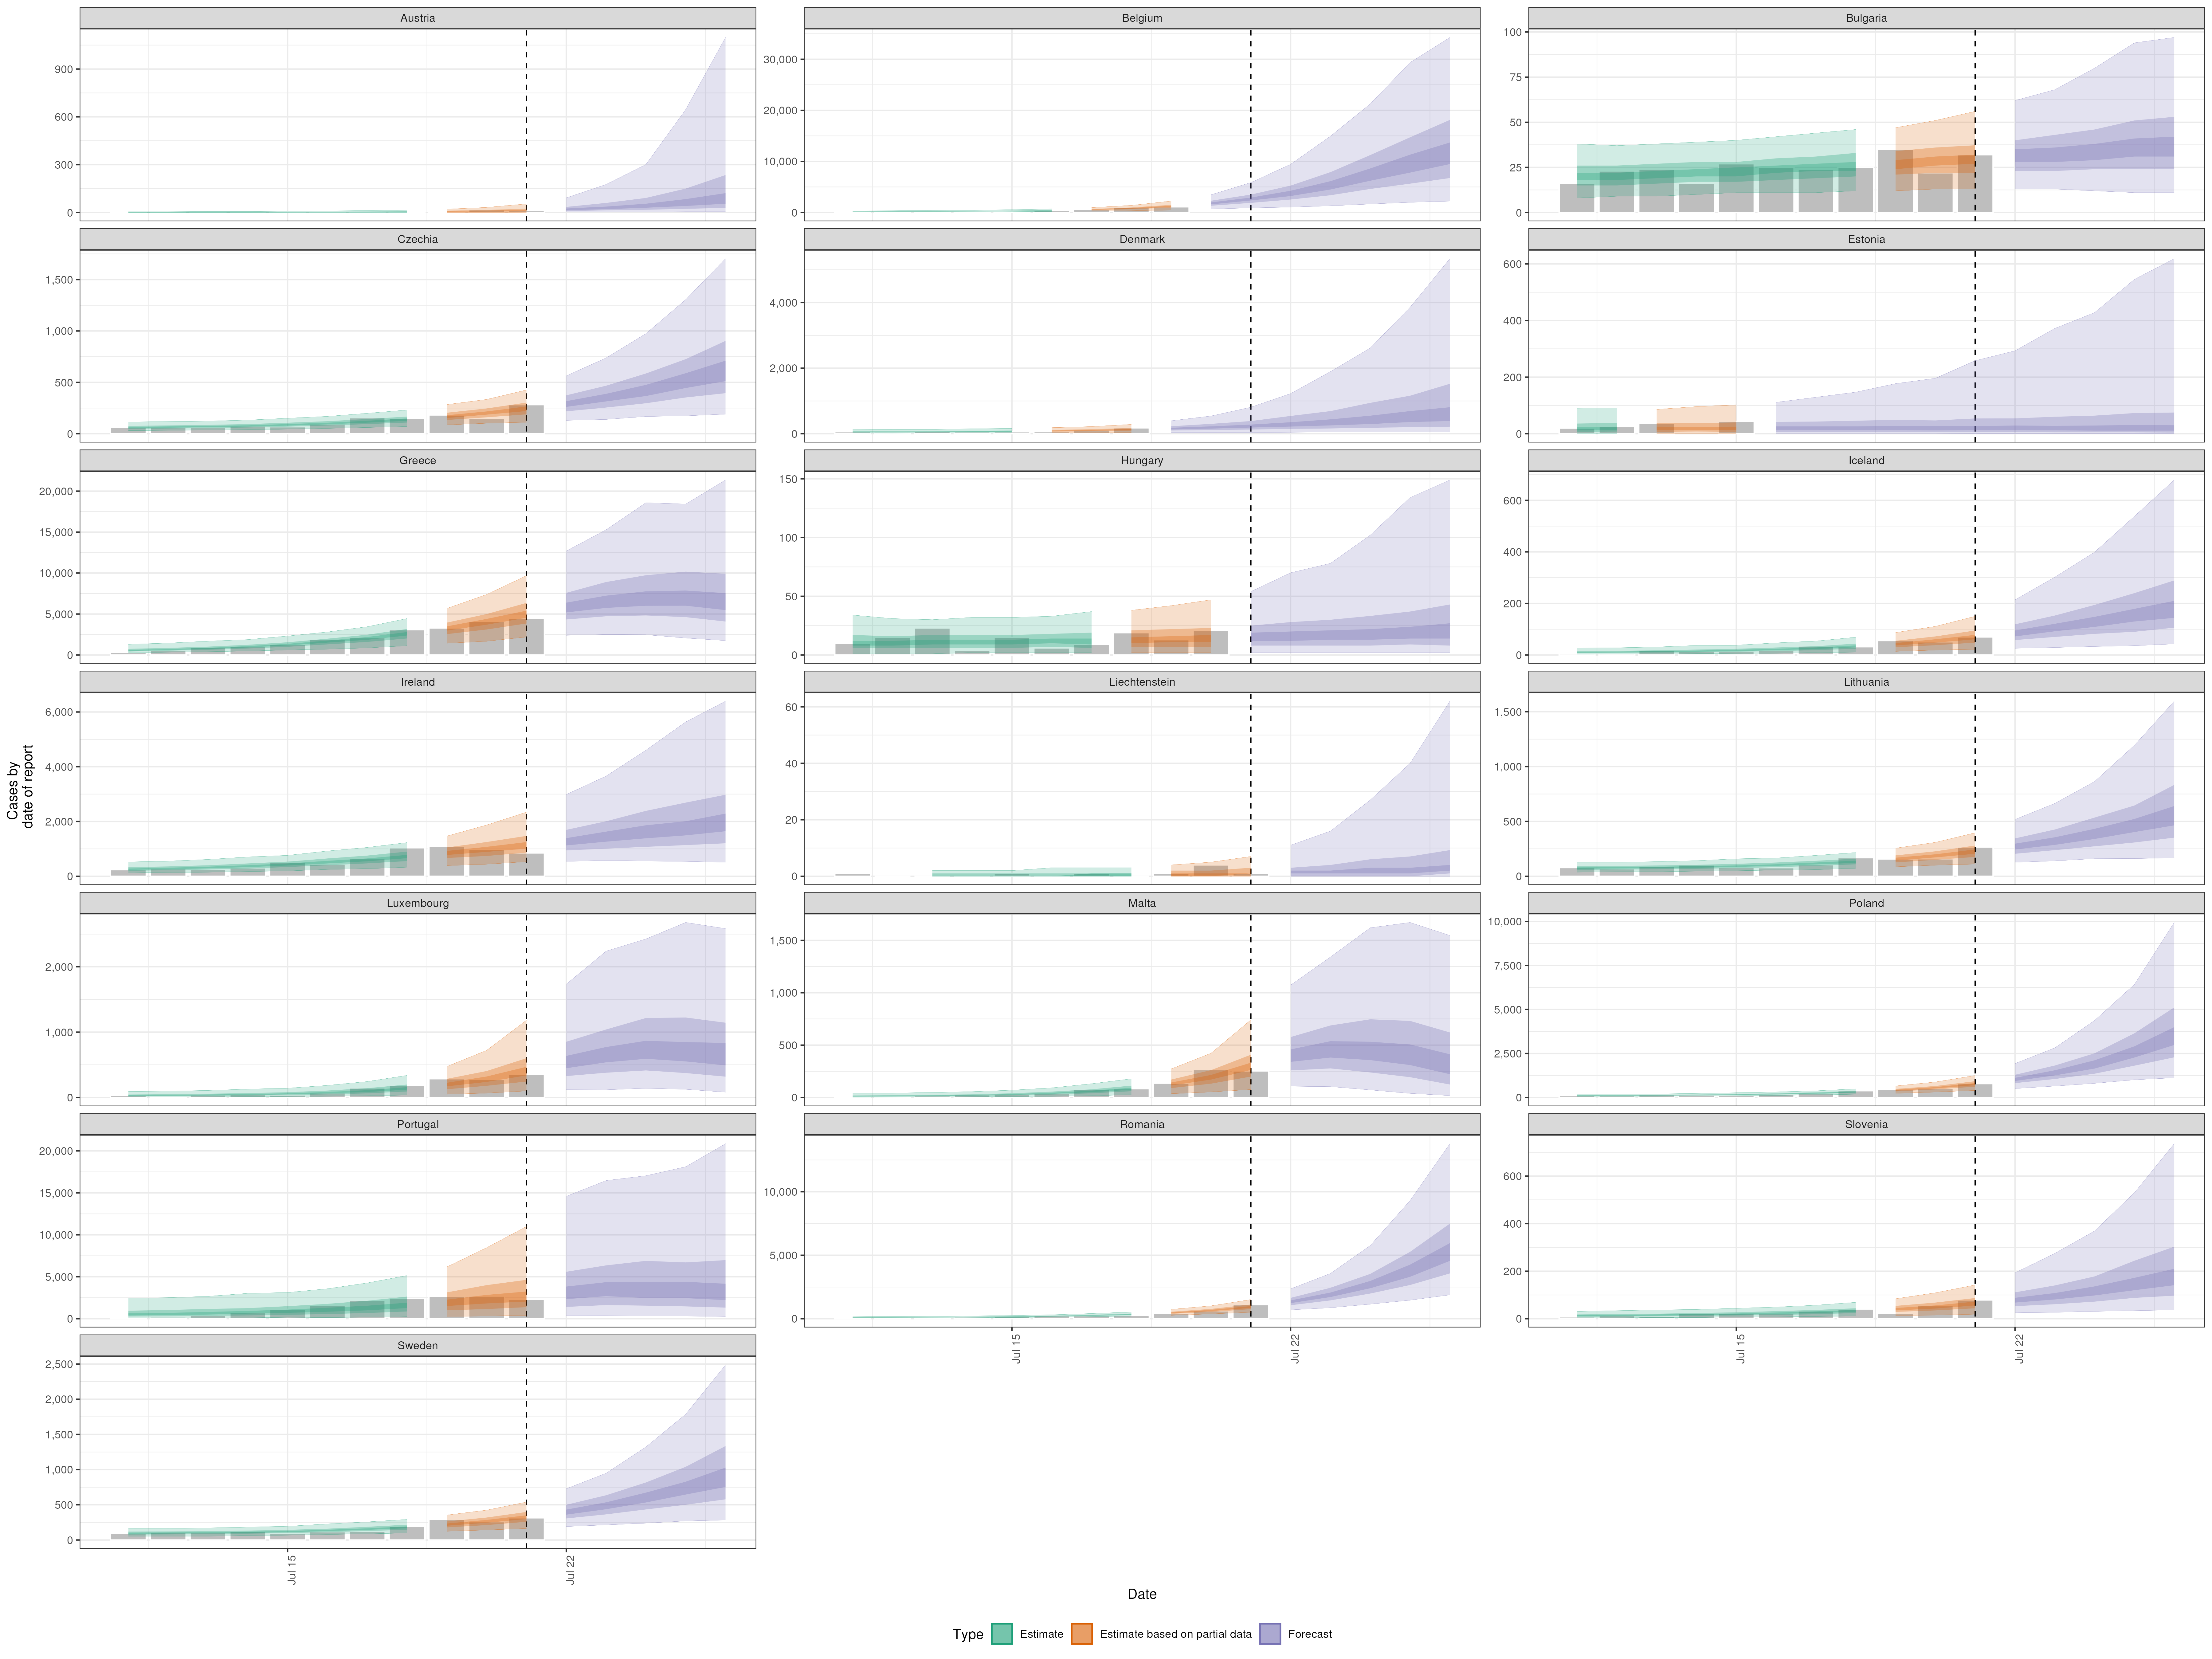 Austria
900
600
300
0
Belgium
30,000
20,000
10,000
0
Bulgaria
100
75
50
25
0
Czechia
1,500
1,000
500
0
Denmark
4,000
2,000
0
Estonia
600
400
200
0
Greece
20,000
15,000
10,000
5,000
0
Hungary
150
100
50
0
Iceland
600
400
200
0
Ireland
6,000
4,000
2,000
0
Liechtenstein
60
40
20
0
Lithuania
1,500
1,000
500
0
Cases by
date of report
Luxembourg
2,000
1,000
0
Malta
1,500
1,000
500
0
Poland
10,000
7,500
5,000
2,500
0
Portugal
20,000
15,000
10,000
5,000
0
Romania
10,000
5,000
0
Jul 15
Jul 22
Slovenia
600
400
200
0
Jul 15
Jul 22
Sweden
2,500
2,000
1,500
1,000
500
0
Jul 15
Jul 22
Date
Type Estimate Estimate based on partial data Forecast